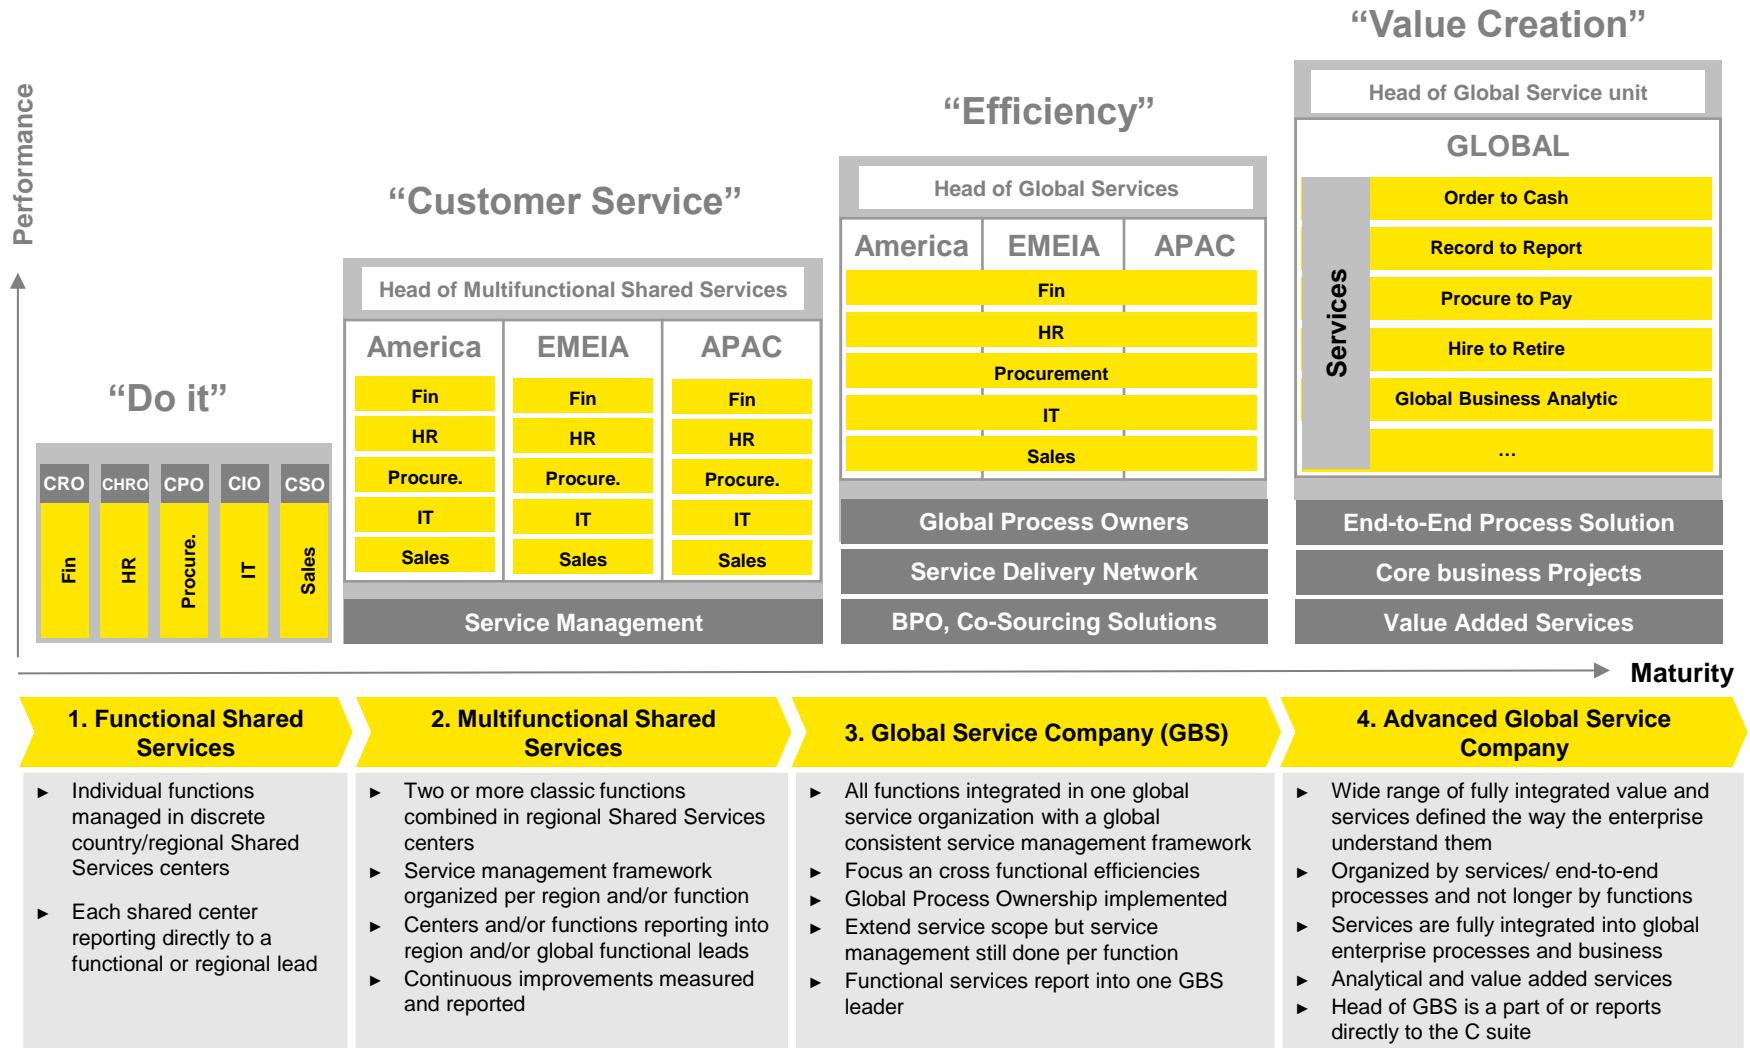 “Value Creation”
Head of Global Service unit
GLOBAL
Services
Order to Cash
Record to Report
Procure to Pay
Hire to Retire
Global Business Analytic
...
End-to-End Process Solution
Core business Projects
Value Added Services
“Efficiency”
Head of Global Services
America
EMEIA
APAC
Fin
HR
Procurement
IT
Sales
Global Process Owners
Service Delivery Network
BPO, Co-Sourcing Solutions
“Customer Service”
Head of Multifunctional Shared Services
America
EMEIA
APAC
Fin
Fin
Fin
HR
HR
HR
Procure.
Procure.
Procure.
IT
IT
IT
Sales
Sales
Sales
Service Management
“Do it”
CRO
CHRO
CPO
CIO
CSO
Fin
HR
Procure.
IT
Sales
Performance
Maturity
1. Functional Shared
Services
► Individual functions
managed in discrete
country/regional Shared
Services centers
► Each shared center
reporting directly to a
functional or regional lead
2. Multifunctional Shared
Services
► Two or more classic functions
combined in regional Shared Services
centers
► Service management framework
organized per region and/or function
► Centers and/or functions reporting into
region and/or global functional leads
► Continuous improvements measured
and reported
3. Global Service Company (GBS)
► All functions integrated in one global
service organization with a global
consistent service management framework
► Focus an cross functional efficiencies
► Global Process Ownership implemented
► Extend service scope but service
management still done per function
► Functional services report into one GBS
leader
4. Advanced Global Service
Company
► Wide range of fully integrated value and
services defined the way the enterprise
understand them
► Organized by services/ end-to-end
processes and not longer by functions
► Services are fully integrated into global
enterprise processes and business
► Analytical and value added services
► Head of GBS is a part of or reports
directly to the C suite